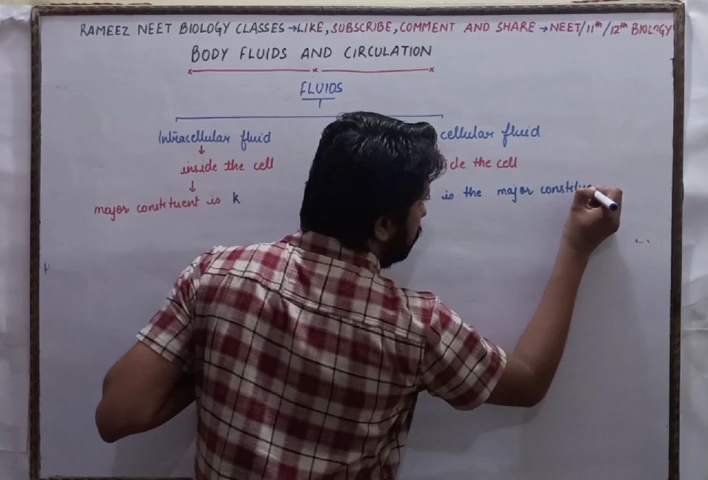 RAMEEZ NEET BIOLOGY CLASSES → LIKE, SUBSCRIBE, COMMENT AND SHARE → NEET/11th/12th BIOLOGY
BODY FLUIDS AND CIRCULATION
FLUIDS
Intracellular fluid cellular fluid
inside the cell ide the cell
major constituent is K is the major constitu